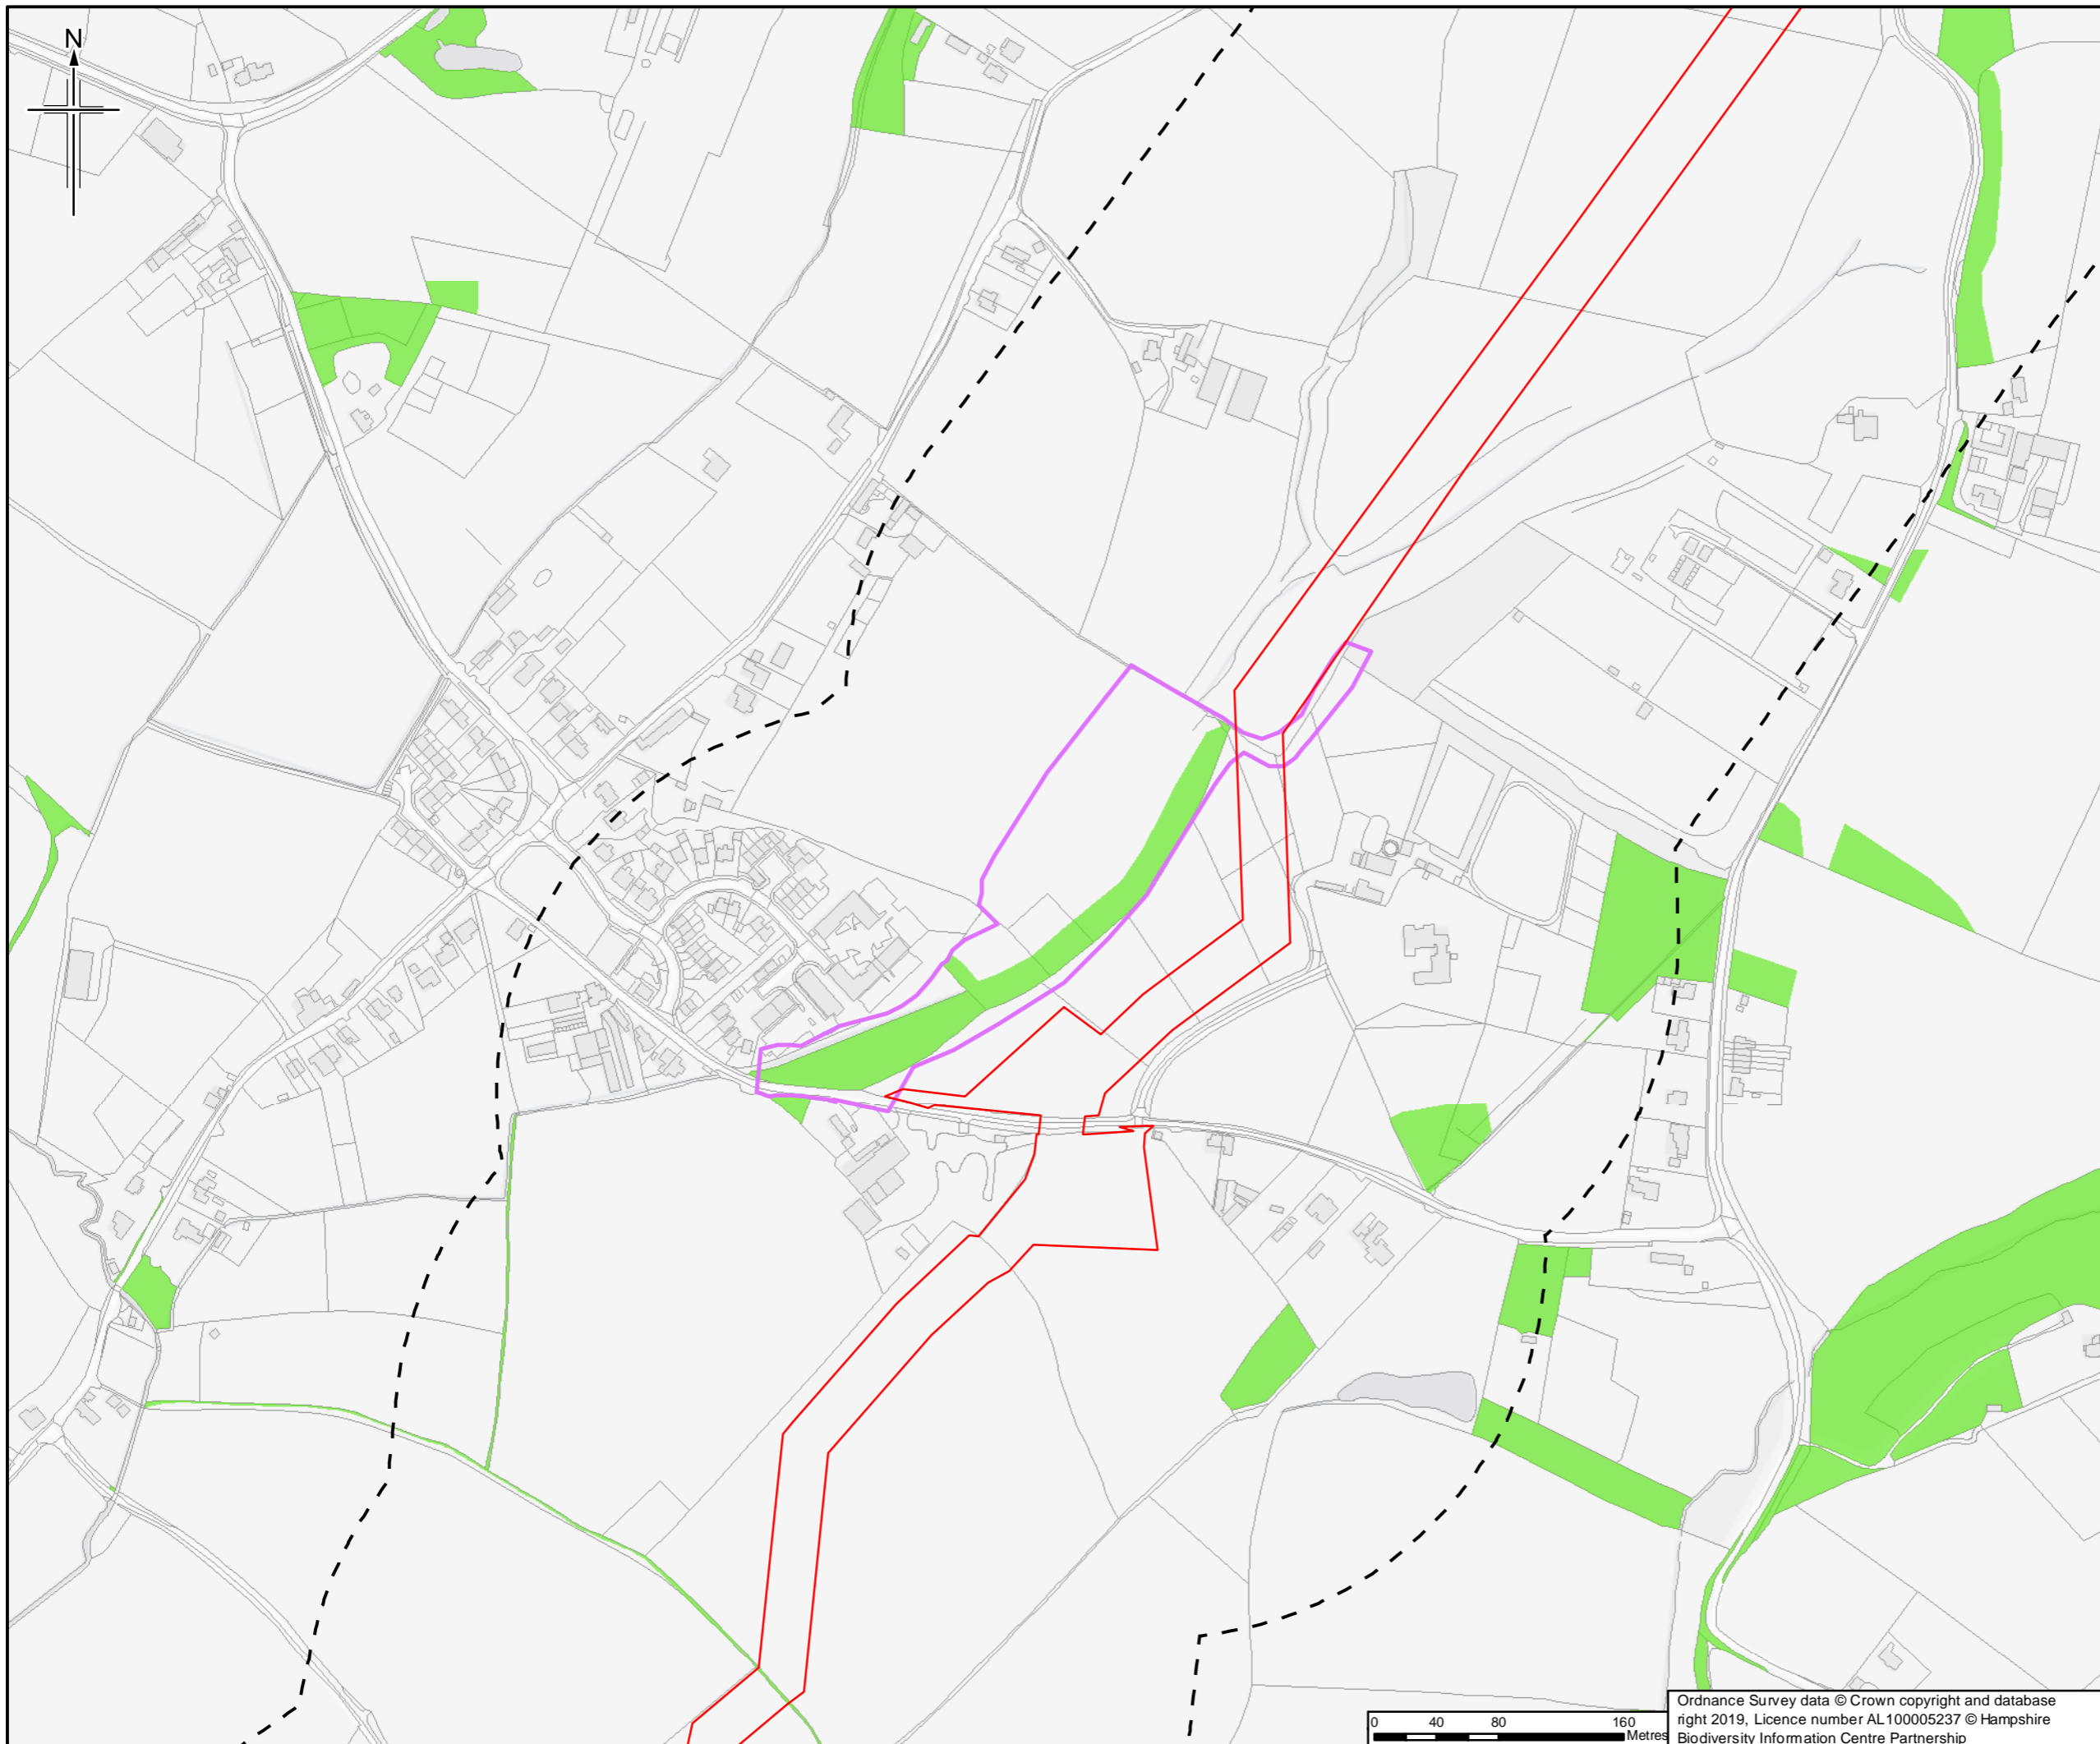 N
0 40 80 160
Metres
Ordnance Survey data © Crown copyright and database
right 2019, Licence number AL100005237 © Hampshire
Biodiversity Information Centre Partnership